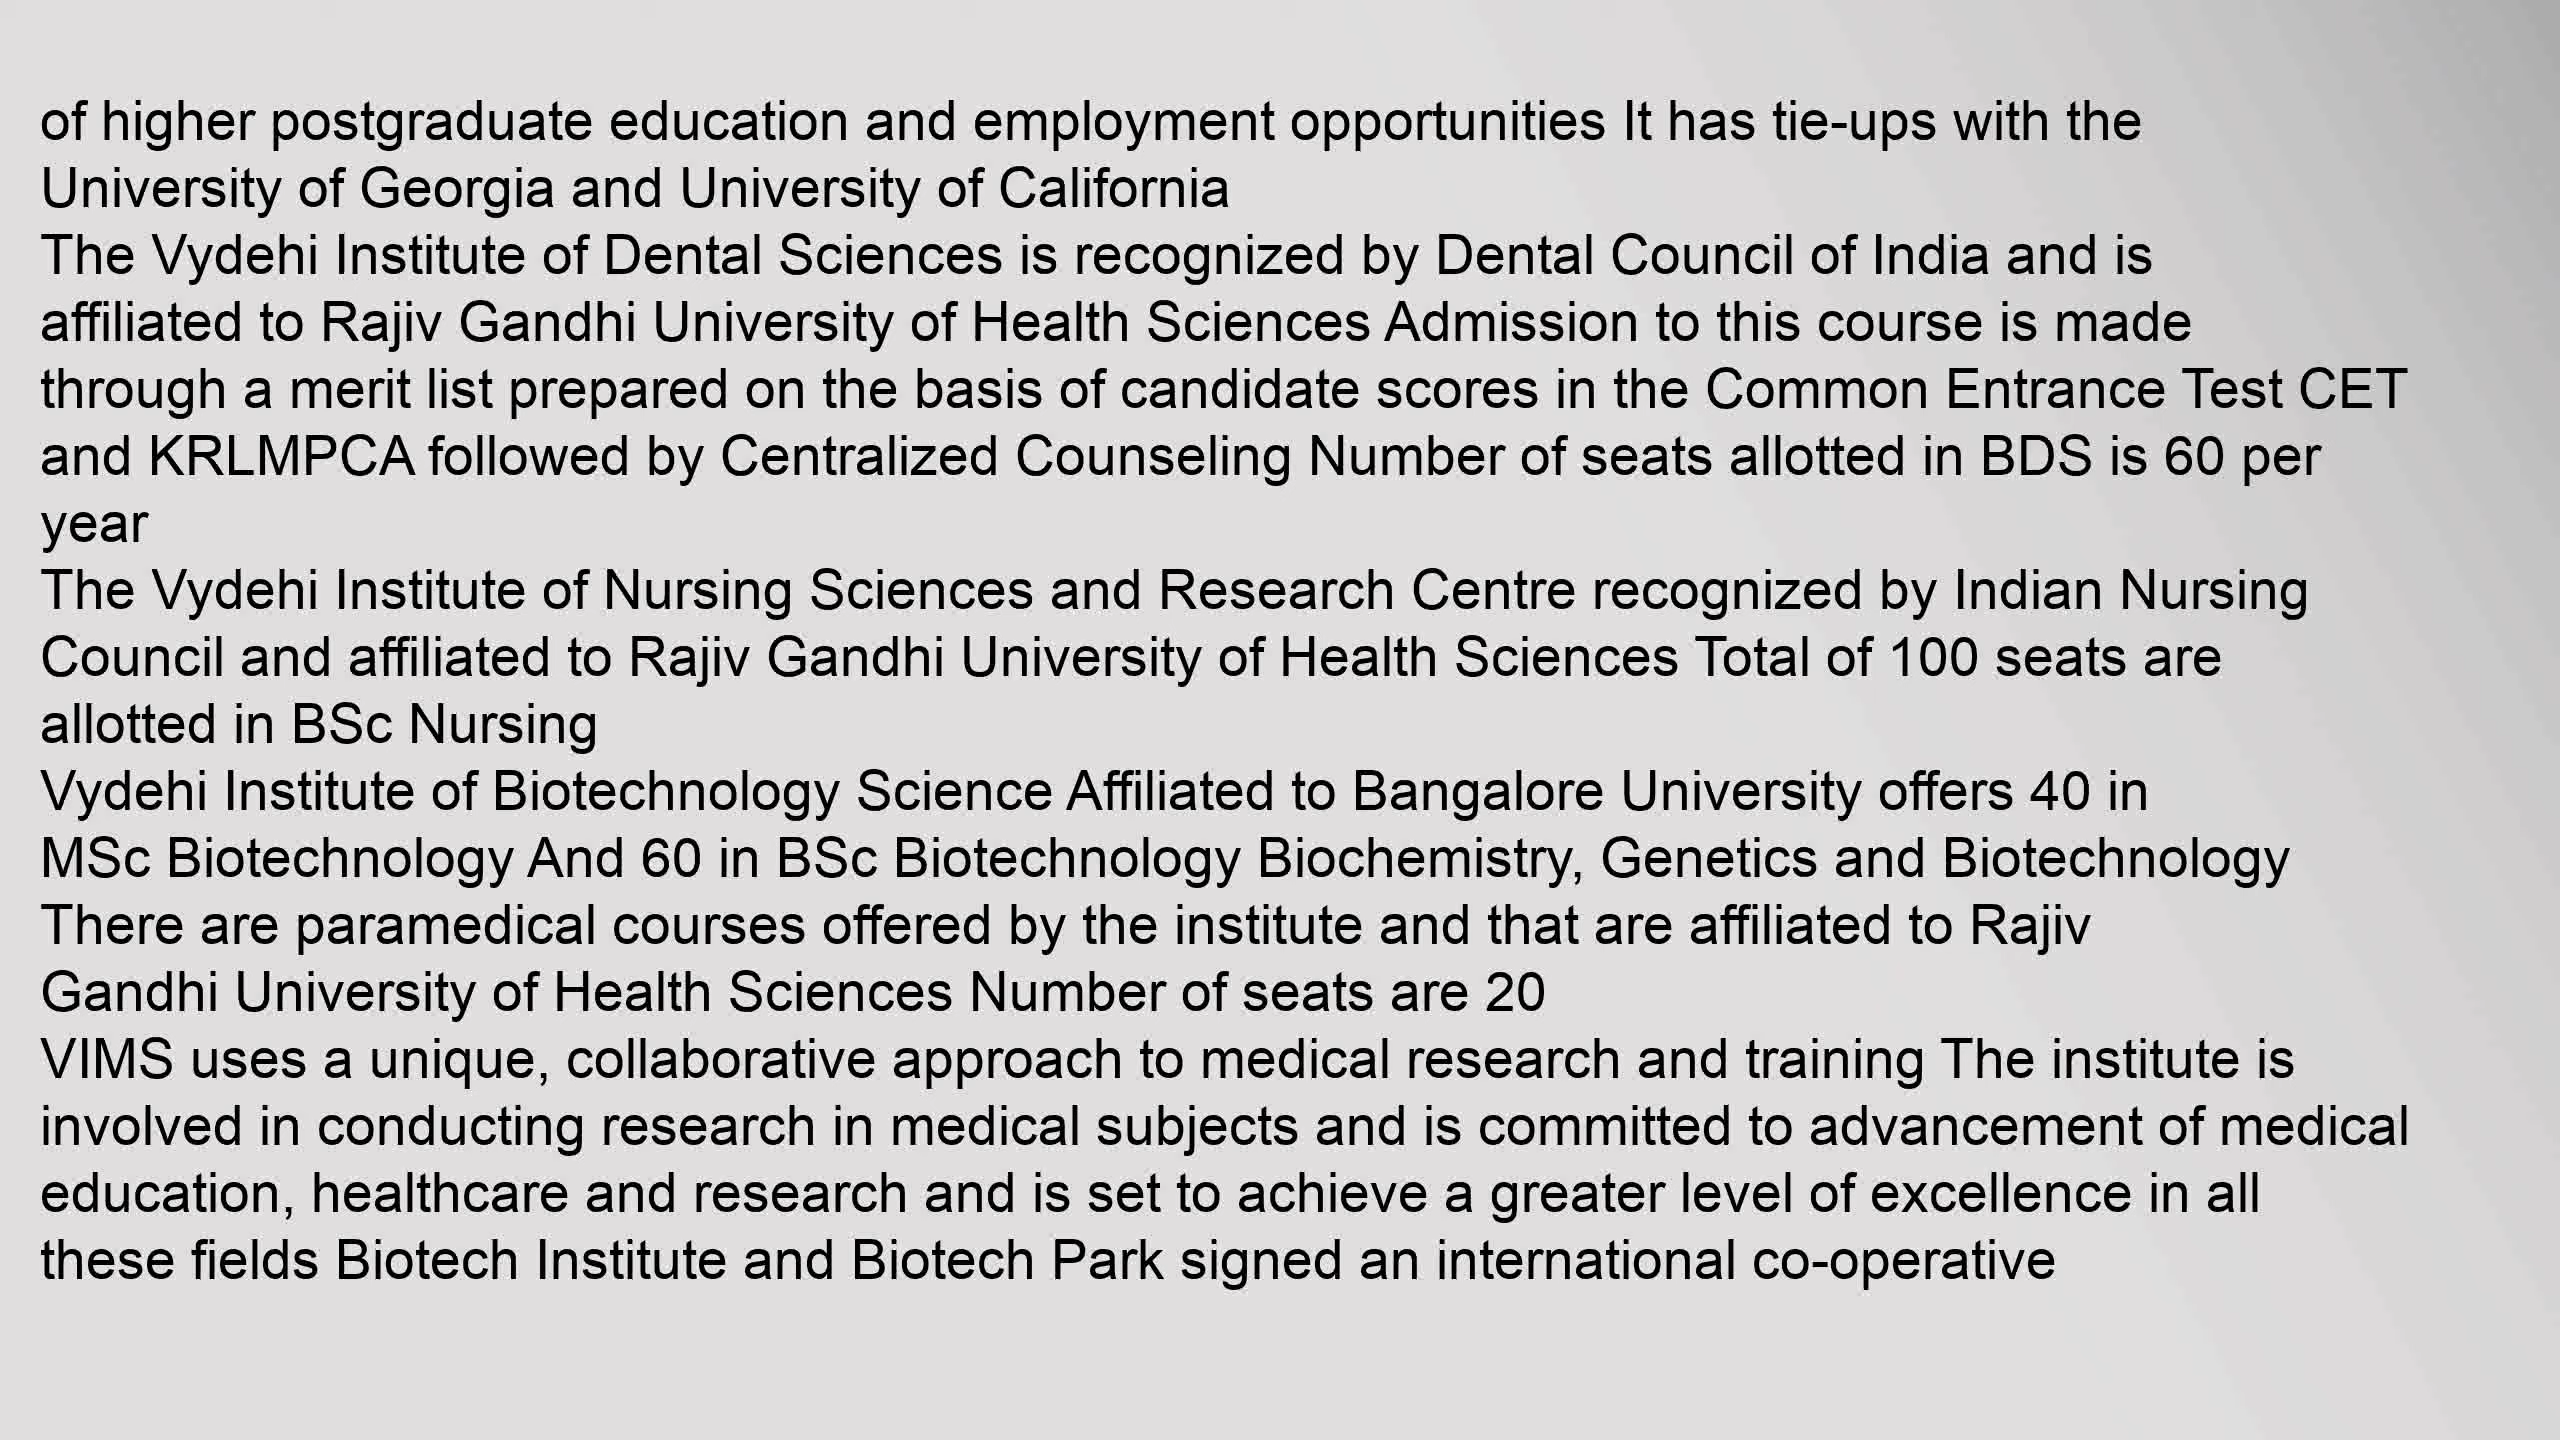 of higher postgraduate education and employment opportunities It has tie-ups with the
University of Georgia and University of California
The Vydehi Institute of Dental Sciences is recognized by Dental Council of India and is
affiliated to Rajiv Gandhi University of Health Sciences Admission to this course is made
through a merit list prepared on the basis of candidate scores in the Common Entrance Test CET
and KRLMPCA followed by Centralized Counseling Number of seats allotted in BDS is 60 per
year
The Vydehi Institute of Nursing Sciences and Research Centre recognized by Indian Nursing
Council and affiliated to Rajiv Gandhi University of Health Sciences Total of 100 seats are
allotted in BSc Nursing
Vydehi Institute of Biotechnology Science Affiliated to Bangalore University offers 40 in
MSc Biotechnology And 60 in BSc Biotechnology Biochemistry, Genetics and Biotechnology
There are paramedical courses offered by the institute and that are affiliated to Rajiv
Gandhi University of Health Sciences Number of seats are 20
VIMS uses a unique, collaborative approach to medical research and training The institute is
involved in conducting research in medical subjects and is committed to advancement of medical
education, healthcare and research and is set to achieve a greater level of excellence in all
these fields Biotech Institute and Biotech Park signed an international co-operative